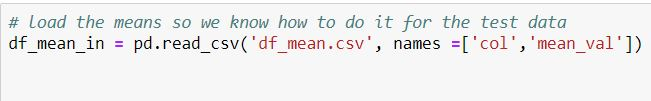 # load the means so we know how to do it for the test data
df_mean_in = pd.read_csv('df_mean.csv', names =['col','mean_val'])